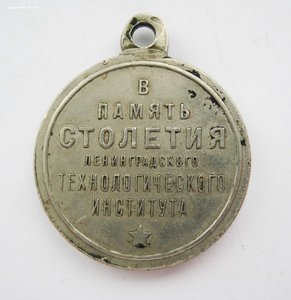 В
ПАМЯТЬ
СТОЛЕТИЯ
ЛЕНИНГРАДСКОГО
ТЕХНОЛОГИЧЕСКОГО
ИНСТИТУТА